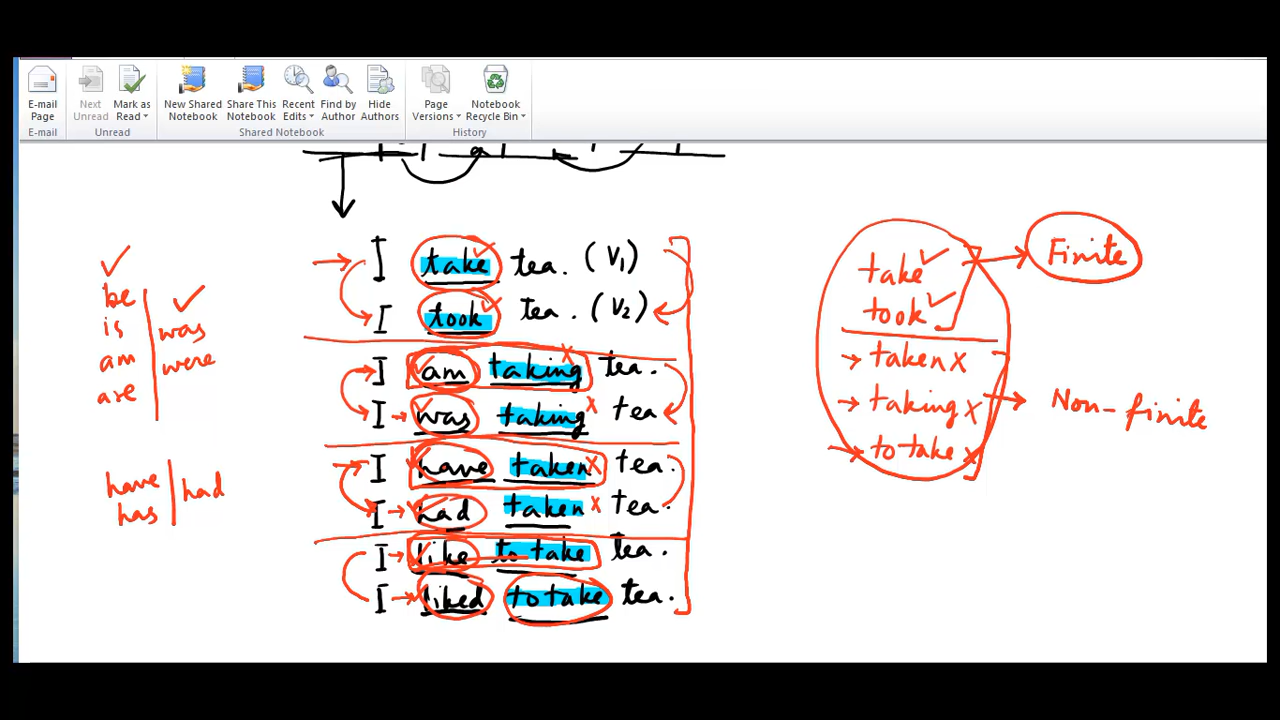 E-mail Page
Next Unread
Mark as Read
New Shared Notebook
Share This Notebook
Recent Edits
Find by Author
Hide Authors
Page Versions
Notebook Recycle Bin
E-mail
Unread
Shared Notebook
History
I take tea. (V1)
I took tea. (V2)
I am taking tea.
I was taking tea
I have taken tea.
I had taken tea.
I like to take tea.
I liked to take tea.
be
is | was
am | were
are
have | had
has
take
took
taken x
taking x
to take x
Finite
Non-finite